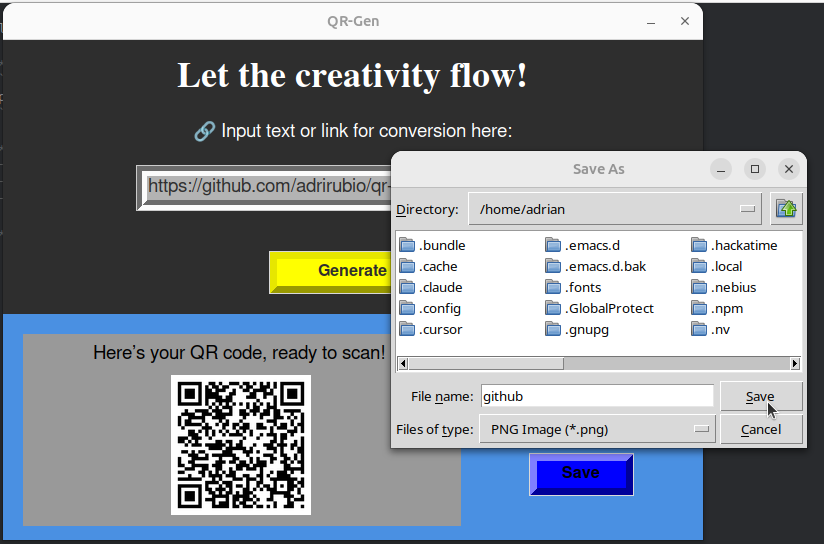 QR-Gen
Let the creativity flow!
Input text or link for conversion here:
https://github.com/adrirubio/qr-
Generate
Here's your QR code, ready to scan!
Save
Save As
Directory: /home/adrian
.bundle .emacs.d .hackatime
.cache .emacs.d.bak .local
.claude .fonts .nebius
.config .GlobalProtect .npm
.cursor .gnupg .nv
File name: github Save
Files of type: PNG Image (*.png) Cancel